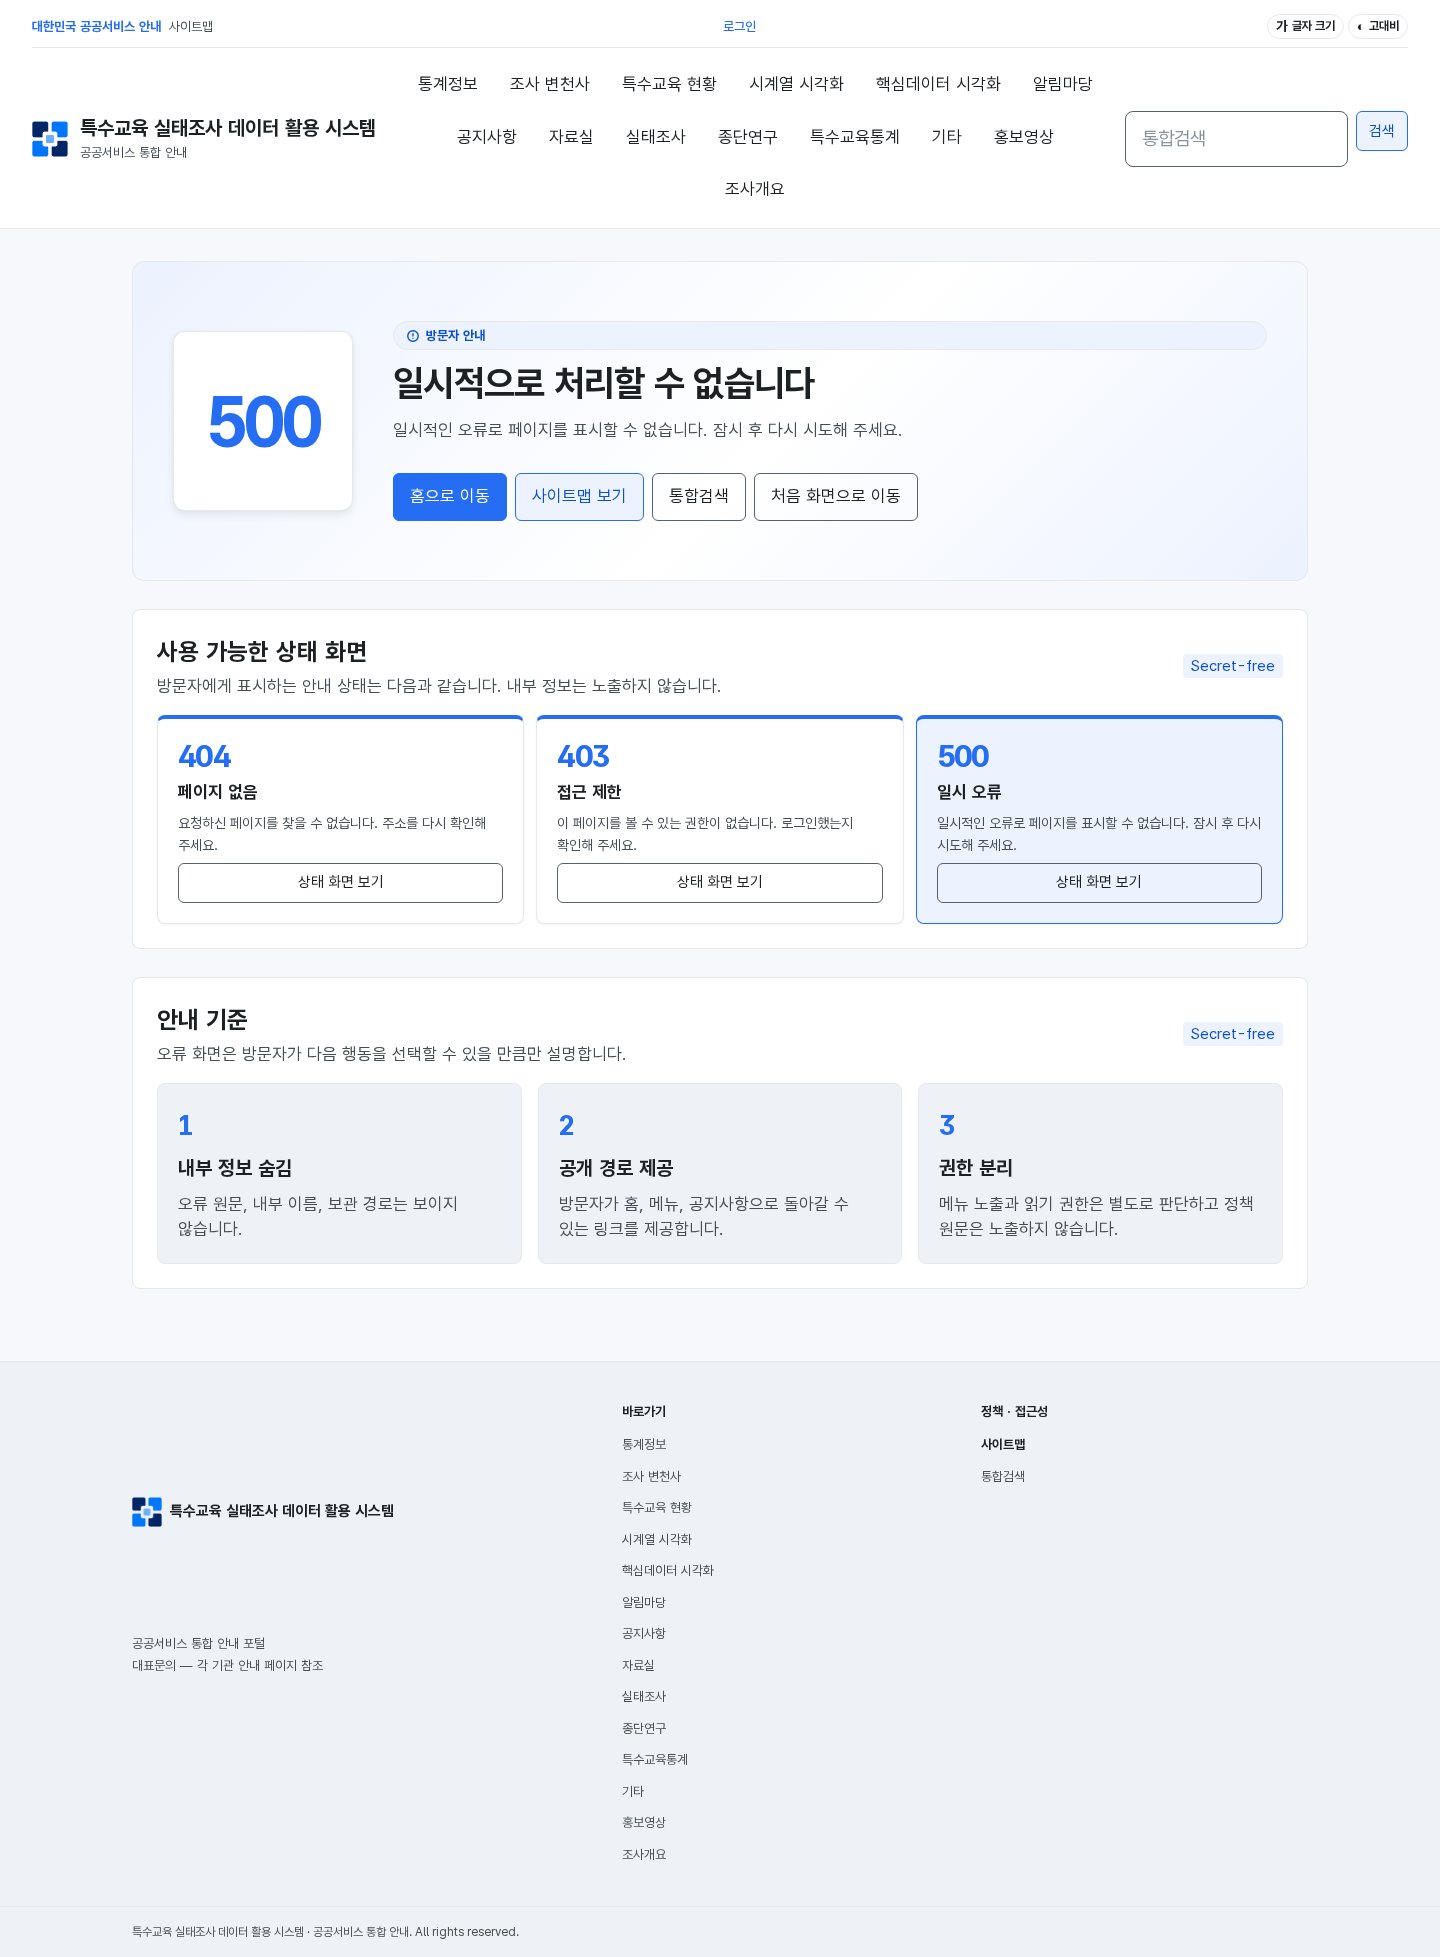 대한민국 공공서비스 안내 사이트맵
로그인
가 글자 크기
고대비
특수교육 실태조사 데이터 활용 시스템
공공서비스 통합 안내
통계정보 조사 변천사 특수교육 현황 시계열 시각화 핵심데이터 시각화 알림마당
공지사항 자료실 실태조사 종단연구 특수교육통계 기타 홍보영상
조사개요
통합검색
검색
500
방문자 안내
일시적으로 처리할 수 없습니다
일시적인 오류로 페이지를 표시할 수 없습니다. 잠시 후 다시 시도해 주세요.
홈으로 이동 사이트맵 보기 통합검색 처음 화면으로 이동
사용 가능한 상태 화면
방문자에게 표시하는 안내 상태는 다음과 같습니다. 내부 정보는 노출하지 않습니다.
Secret-free
404
페이지 없음
요청하신 페이지를 찾을 수 없습니다. 주소를 다시 확인해
주세요.
상태 화면 보기
403
접근 제한
이 페이지를 볼 수 있는 권한이 없습니다. 로그인했는지
확인해 주세요.
상태 화면 보기
500
일시 오류
일시적인 오류로 페이지를 표시할 수 없습니다. 잠시 후 다시
시도해 주세요.
상태 화면 보기
안내 기준
오류 화면은 방문자가 다음 행동을 선택할 수 있을 만큼만 설명합니다.
Secret-free
1
내부 정보 숨김
오류 원문, 내부 이름, 보관 경로는 보이지
않습니다.
2
공개 경로 제공
방문자가 홈, 메뉴, 공지사항으로 돌아갈 수
있는 링크를 제공합니다.
3
권한 분리
메뉴 노출과 읽기 권한은 별도로 판단하고 정책
원문은 노출하지 않습니다.
특수교육 실태조사 데이터 활용 시스템
공공서비스 통합 안내 포털
대표문의 — 각 기관 안내 페이지 참조
바로가기
통계정보
조사 변천사
특수교육 현황
시계열 시각화
핵심데이터 시각화
알림마당
공지사항
자료실
실태조사
종단연구
특수교육통계
기타
홍보영상
조사개요
정책 · 접근성
사이트맵
통합검색
특수교육 실태조사 데이터 활용 시스템 · 공공서비스 통합 안내. All rights reserved.